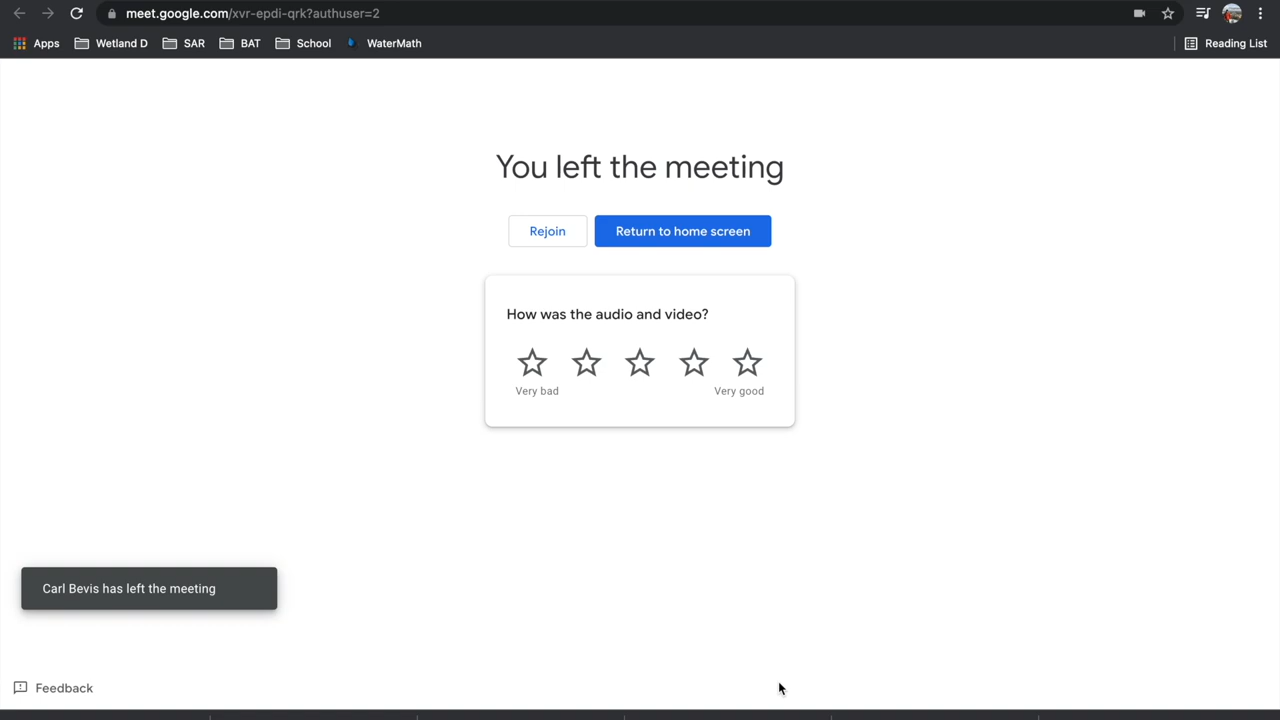 meet.google.com/xvr-epdi-qrk?authuser=2
Apps Wetland D SAR BAT School WaterMath Reading List
You left the meeting
Rejoin Return to home screen
How was the audio and video?
Very bad Very good
Carl Bevis has left the meeting
Feedback